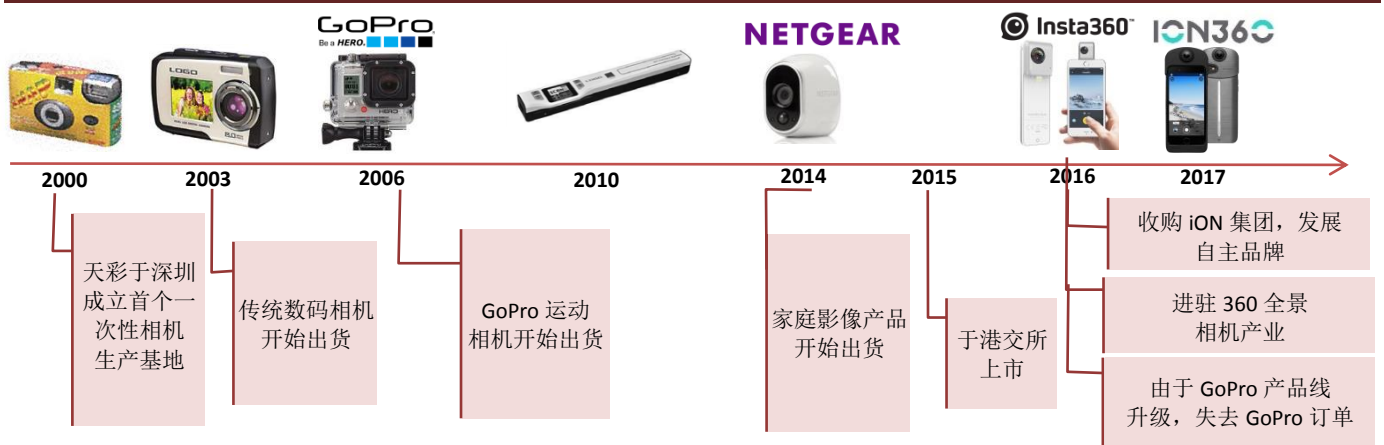 GoPro
Be a HERO.
NETGEAR
Insta360
ION360
LOGO
2000
2003
2006
2010
2014
2015
2016
2017
天彩于深圳
成立首个一
次性相机
生产基地
传统数码相机
开始出货
GoPro 运动
相机开始出货
家庭影像产品
开始出货
于港交所
上市
收购 iON 集团，发展
自主品牌
进驻 360 全景
相机产业
由于 GoPro 产品线
升级，失去 GoPro 订单